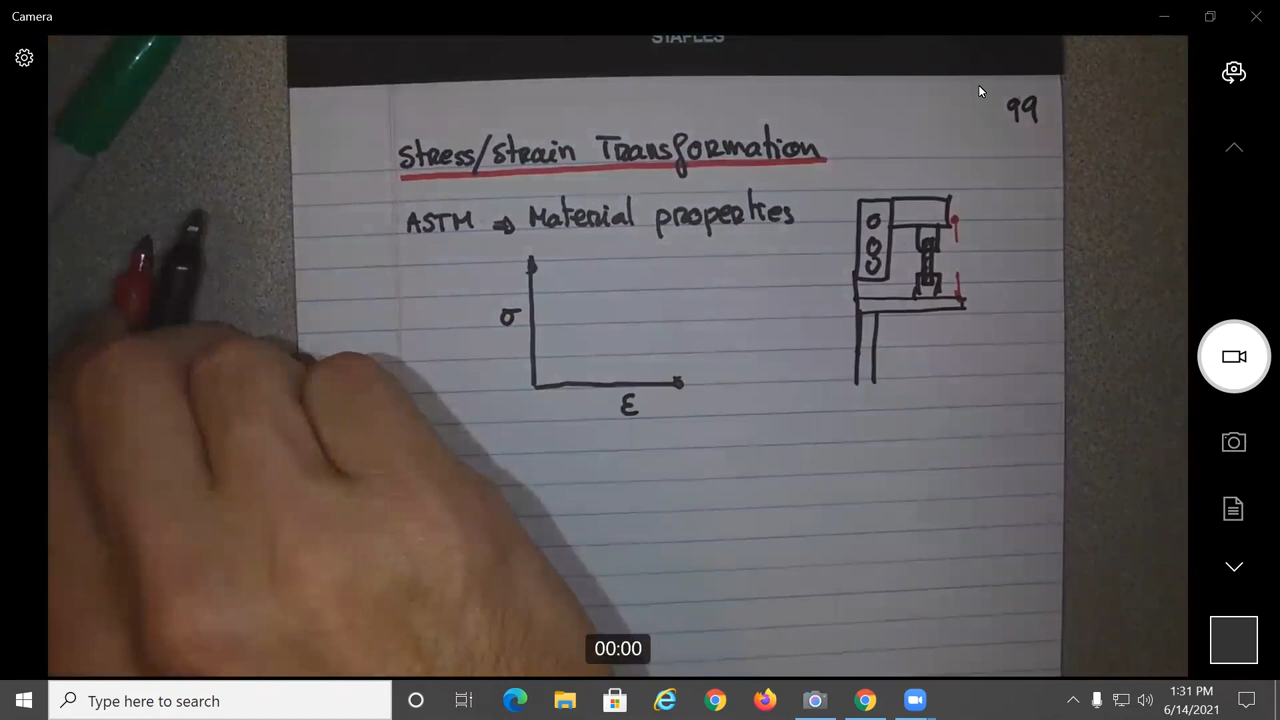 Camera
STAPLES
99
Stress/Strain Transformation
ASTM ⇒ Material properties
σ
ε
00:00
Type here to search
1:31 PM
6/14/2021